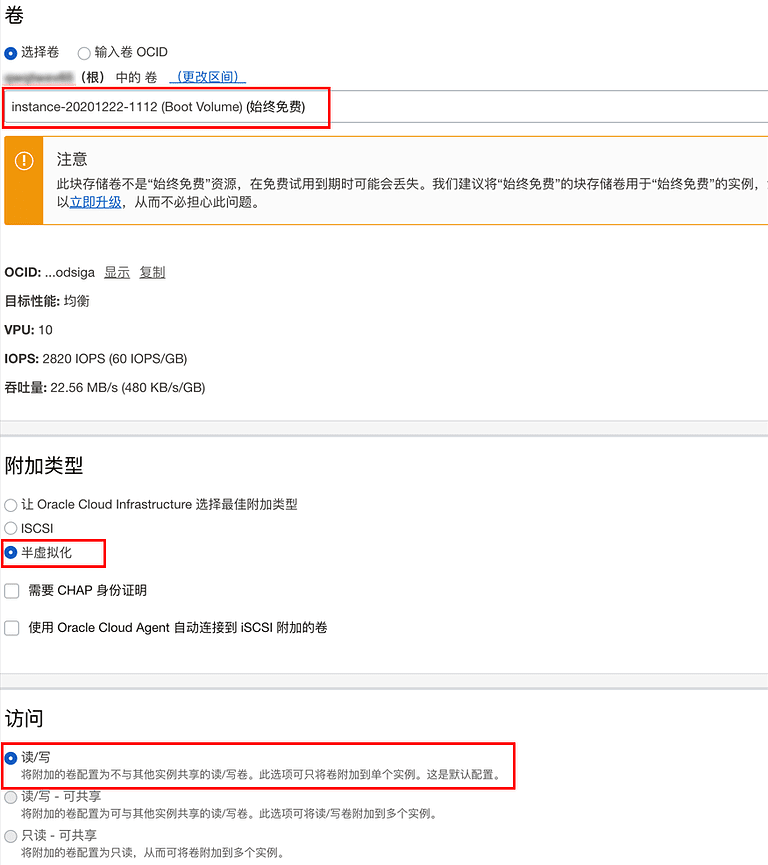 卷
选择卷 输入卷 OCID
(根) 中的 卷 (更改区间)
instance-20201222-1112 (Boot Volume) (始终免费)
注意
此块存储卷不是“始终免费”资源，在免费试用到期时可能会丢失。我们建议将“始终免费”的块存储卷用于“始终免费”的实例，
以立即升级，从而不必担心此问题。
OCID: ...odsiga 显示 复制
目标性能: 均衡
VPU: 10
IOPS: 2820 IOPS (60 IOPS/GB)
吞吐量: 22.56 MB/s (480 KB/s/GB)
附加类型
让 Oracle Cloud Infrastructure 选择最佳附加类型
ISCSI
半虚拟化
需要 CHAP 身份证明
使用 Oracle Cloud Agent 自动连接到 iSCSI 附加的卷
访问
读/写
将附加的卷配置为不与其他实例共享的读/写卷。此选项可只将卷附加到单个实例。这是默认配置。
读/写 - 可共享
将附加的卷配置为可与其他实例共享的读/写卷。此选项可将读/写卷附加到多个实例。
只读 - 可共享
将附加的卷配置为只读，从而可将卷附加到多个实例。